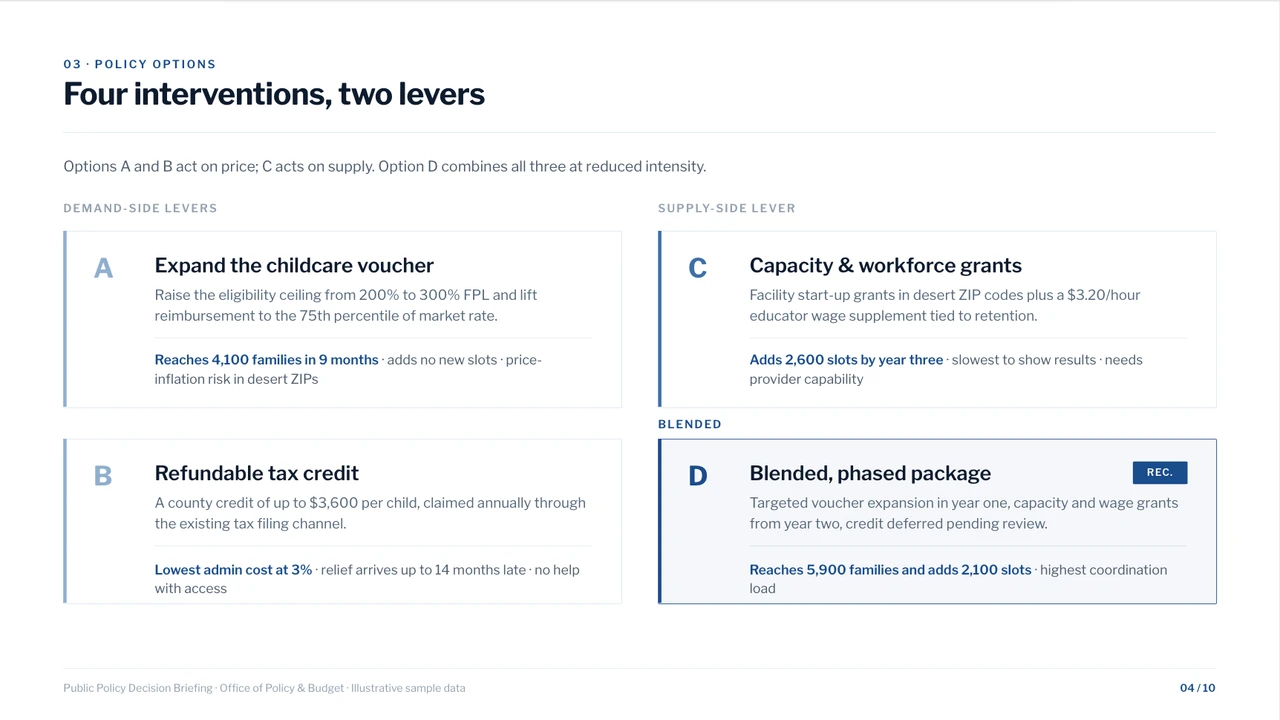 03 · POLICY OPTIONS
Four interventions, two levers
Options A and B act on price; C acts on supply. Option D combines all three at reduced intensity.
DEMAND-SIDE LEVERS
A
Expand the childcare voucher
Raise the eligibility ceiling from 200% to 300% FPL and lift
reimbursement to the 75th percentile of market rate.
Reaches 4,100 families in 9 months · adds no new slots · price-
inflation risk in desert ZIPs
B
Refundable tax credit
A county credit of up to $3,600 per child, claimed annually through
the existing tax filing channel.
Lowest admin cost at 3% · relief arrives up to 14 months late · no help
with access
SUPPLY-SIDE LEVER
C
Capacity & workforce grants
Facility start-up grants in desert ZIP codes plus a $3.20/hour
educator wage supplement tied to retention.
Adds 2,600 slots by year three · slowest to show results · needs
provider capability
BLENDED
D
Blended, phased package
REC.
Targeted voucher expansion in year one, capacity and wage grants
from year two, credit deferred pending review.
Reaches 5,900 families and adds 2,100 slots · highest coordination
load
Public Policy Decision Briefing · Office of Policy & Budget · Illustrative sample data
04 / 10